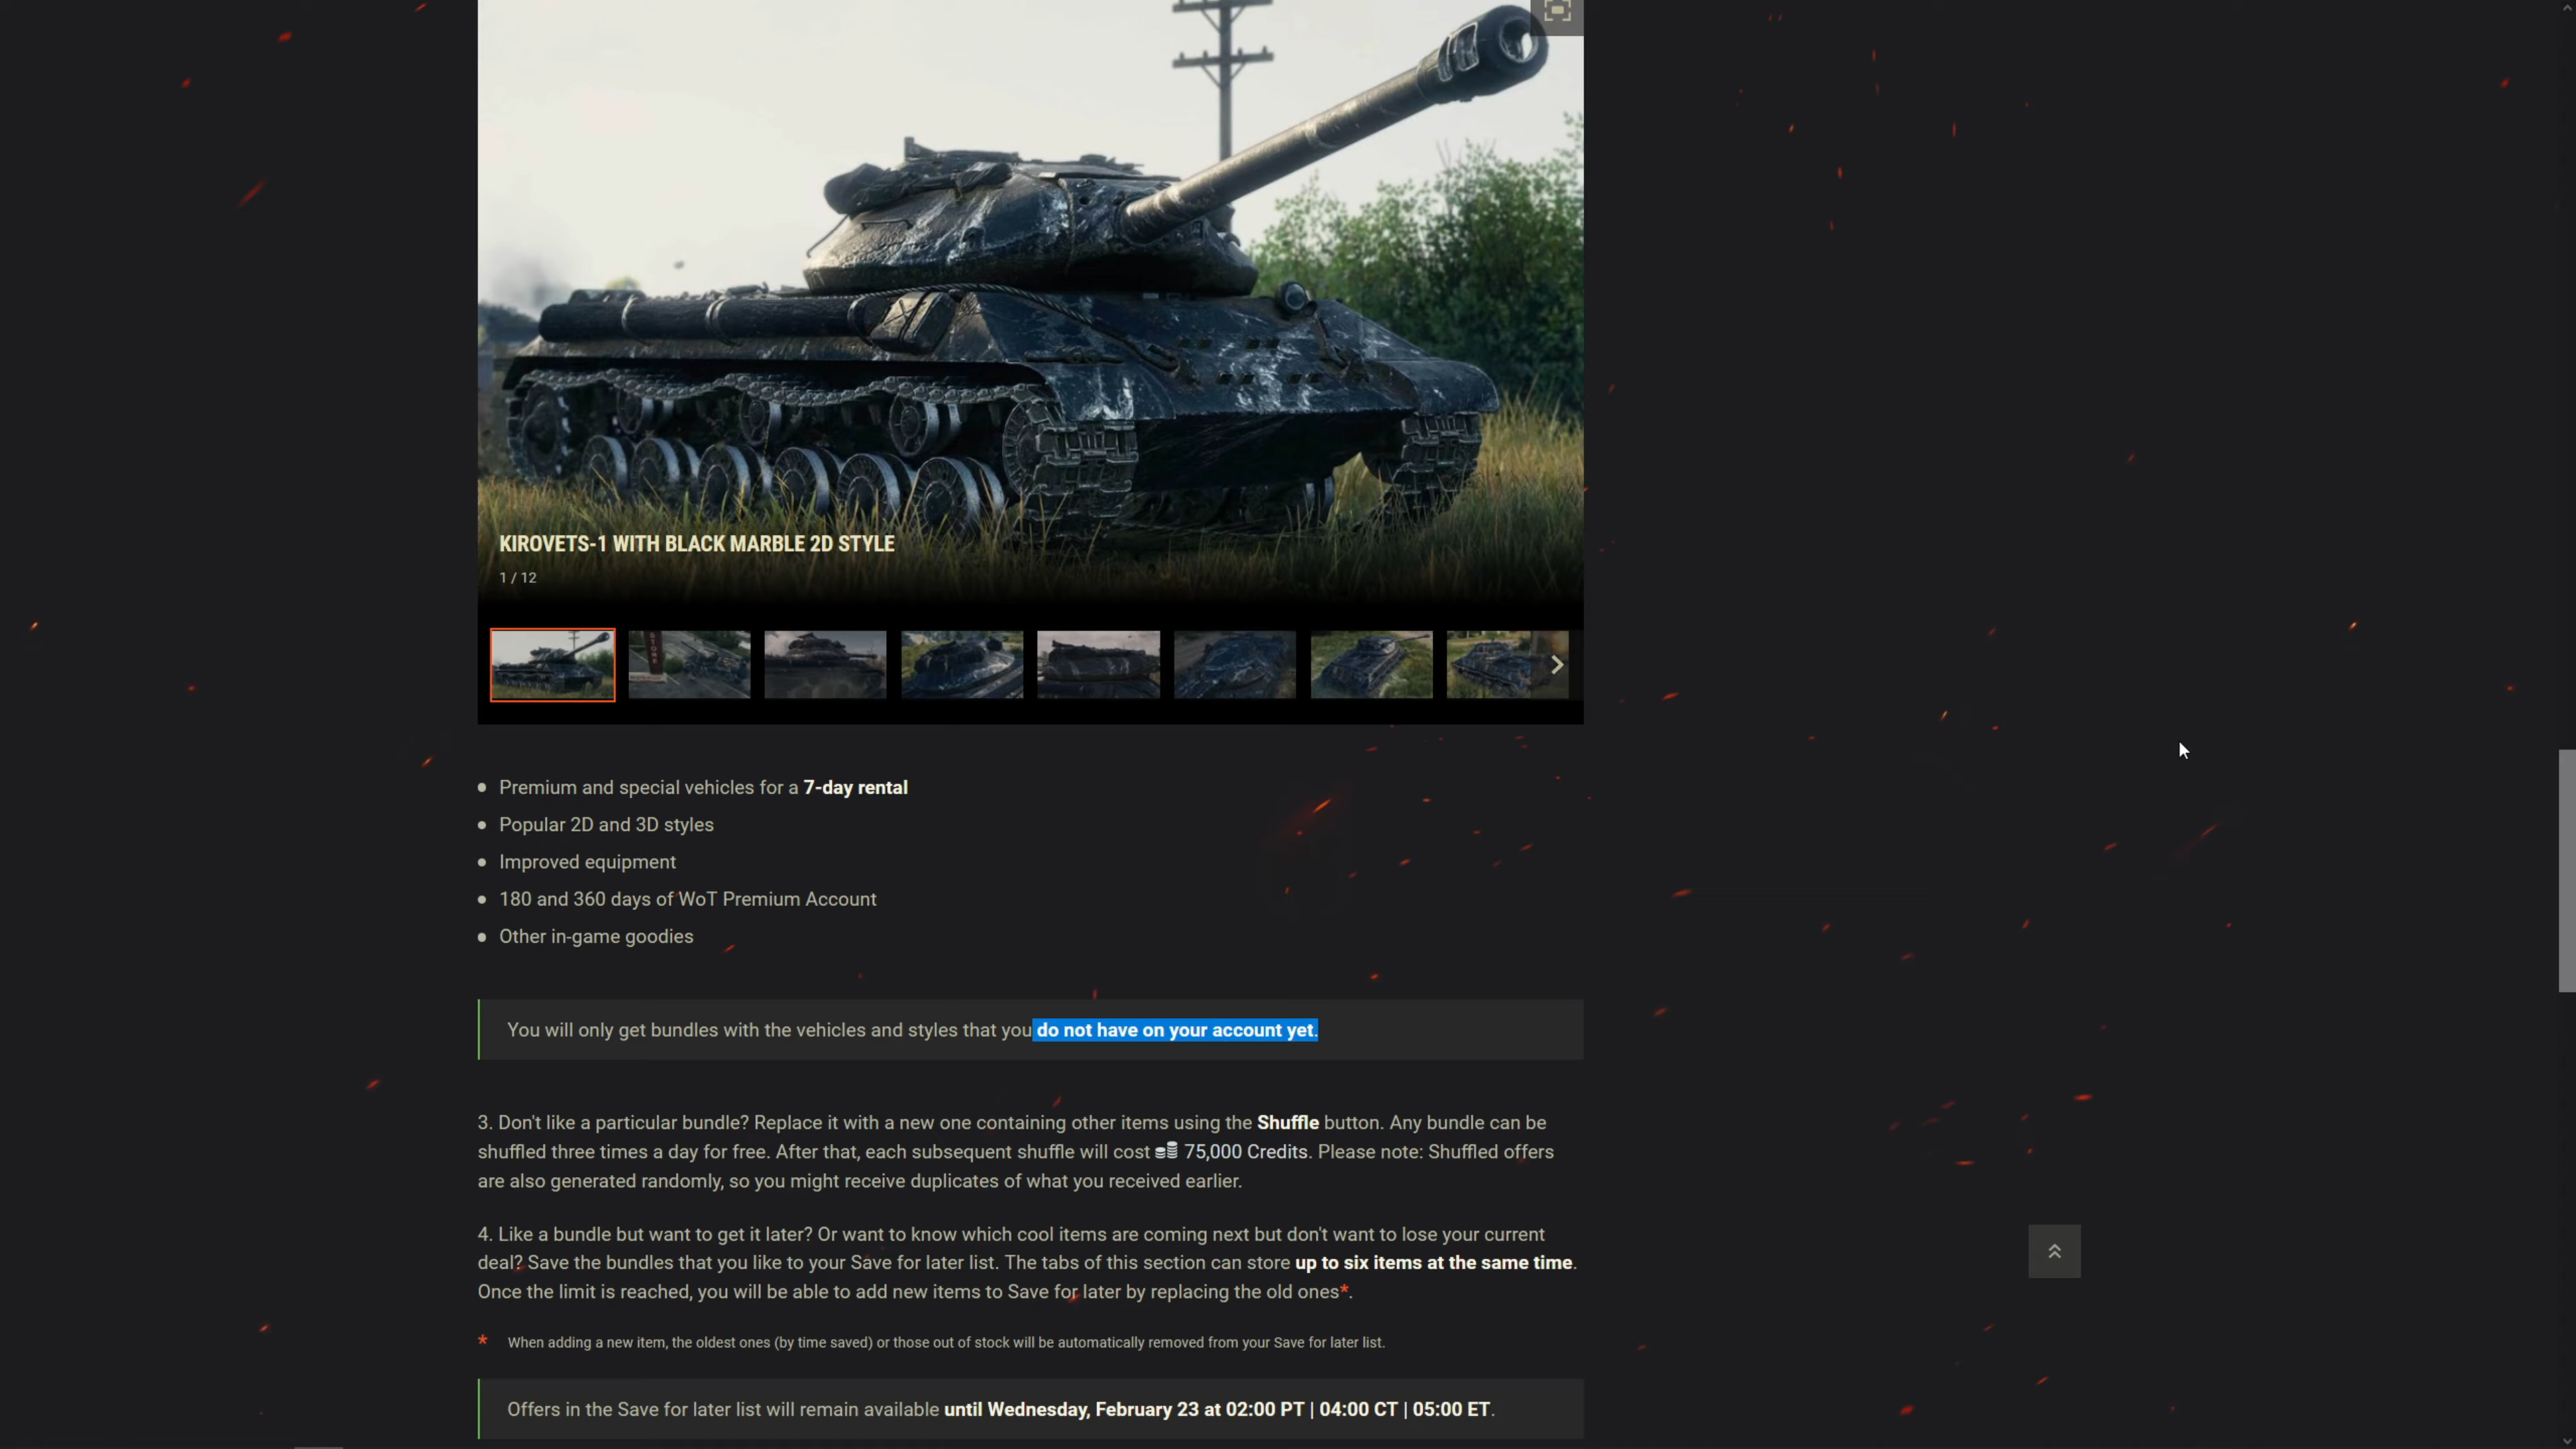 KIROVETS-1 WITH BLACK MARBLE 2D STYLE
1 / 12
Premium and special vehicles for a 7-day rental
Popular 2D and 3D styles
Improved equipment
180 and 360 days of WoT Premium Account
Other in-game goodies
You will only get bundles with the vehicles and styles that you do not have on your account yet.
3. Don't like a particular bundle? Replace it with a new one containing other items using the Shuffle button. Any bundle can be
shuffled three times a day for free. After that, each subsequent shuffle will cost 75,000 Credits. Please note: Shuffled offers
are also generated randomly, so you might receive duplicates of what you received earlier.
4. Like a bundle but want to get it later? Or want to know which cool items are coming next but don't want to lose your current
deal? Save the bundles that you like to your Save for later list. The tabs of this section can store up to six items at the same time.
Once the limit is reached, you will be able to add new items to Save for later by replacing the old ones*.
* When adding a new item, the oldest ones (by time saved) or those out of stock will be automatically removed from your Save for later list.
Offers in the Save for later list will remain available until Wednesday, February 23 at 02:00 PT | 04:00 CT | 05:00 ET.